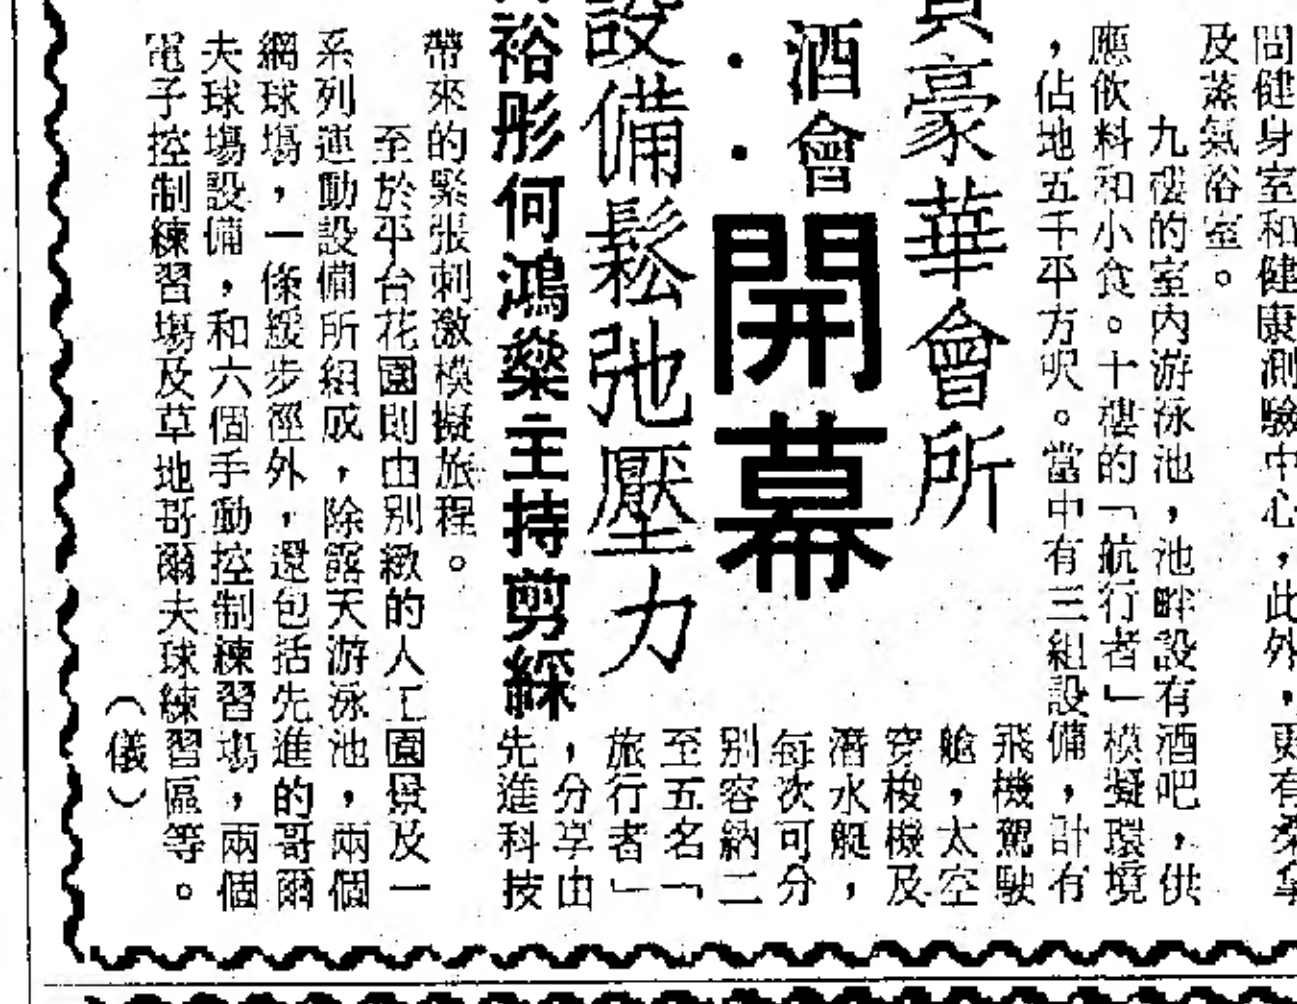 問健身室和健康測驗中心，此外，更有桑拿
及蒸氣浴室。
九樓的室內游泳池，池畔設有酒吧，供
應飲料和小食。十樓的「航行者」模擬環境
，佔地五千平方呎。當中有三組設備，計有
豪華會所
酒會開幕
設備鬆弛壓力
裕彤何鴻燊主持剪綵
飛機駕駛
艙，太空
穿梭機及
潛水艇，
每次可分
別容納二
至五名「
旅行者」
，分享由
先進科技
帶來的緊張刺激模擬旅程。
至於平台花園則由別緻的人工園景及一
系列運動設備所組成，除露天游泳池，兩個
網球場，一條緩步徑外，還包括先進的哥爾
夫球場設備，和六個手動控制練習場，兩個
電子控制練習場及草地哥爾夫球練習區等。
（儀）